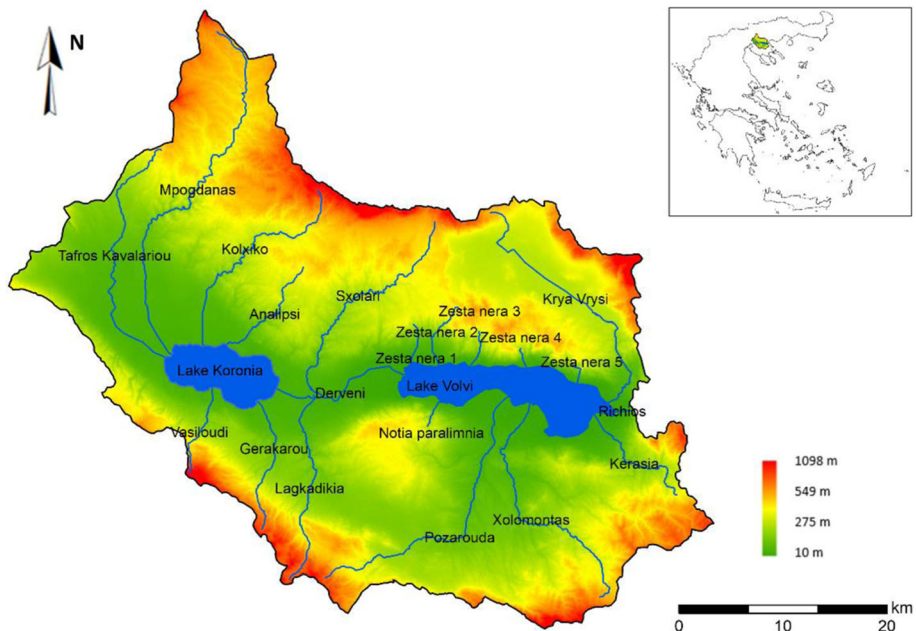 N
Mpogdanas
Tafros Kavalariou
Kolxiko
Analipsi
Sxolari
Krya Vrysi
Zesta nera 3
Zesta nera 2
Zesta nera 4
Zesta nera 1
Zesta nera 5
Lake Koronia
Lake Volvi
Derveni
Richios
Vasiloudi
Notia paralimnia
Gerakarou
Kerasia
Lagkadikia
Xolomontas
Pozarouda
1098 m
549 m
275 m
10 m
km
0 10 20